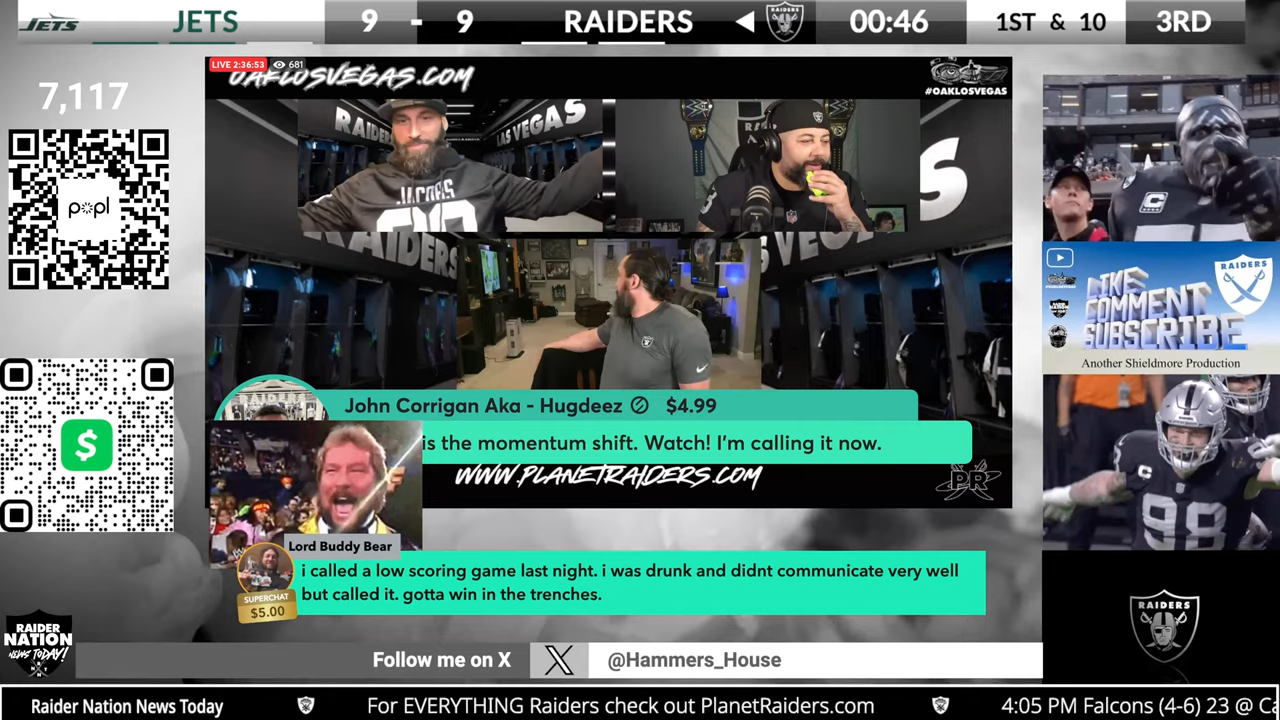 JETS
JETS
9 - 9
RAIDERS
RAIDERS
00:46
1ST & 10
3RD
7,117
popl
LIVE 2:36:53
681
OAKLOSVEGAS.COM
#OAKLOSVEGAS
LAS VEGAS
JACOBS
RAIDERS
John Corrigan Aka - Hugdeez
$4.99
is the momentum shift. Watch! I'm calling it now.
WWW.PLANETRAIDERS.COM
PR
Lord Buddy Bear
SUPERCHAT
$5.00
i called a low scoring game last night. i was drunk and didnt communicate very well
but called it. gotta win in the trenches.
$
C
LIKE
COMMENT
SUBSCRIBE
RAIDERS
Another Shieldmore Production
C
98
RAIDERS
RAIDER
NATION
NEWS TODAY!
Follow me on X
@Hammers_House
Raider Nation News Today
For EVERYTHING Raiders check out PlanetRaiders.com
4:05 PM Falcons (4-6) 23 @